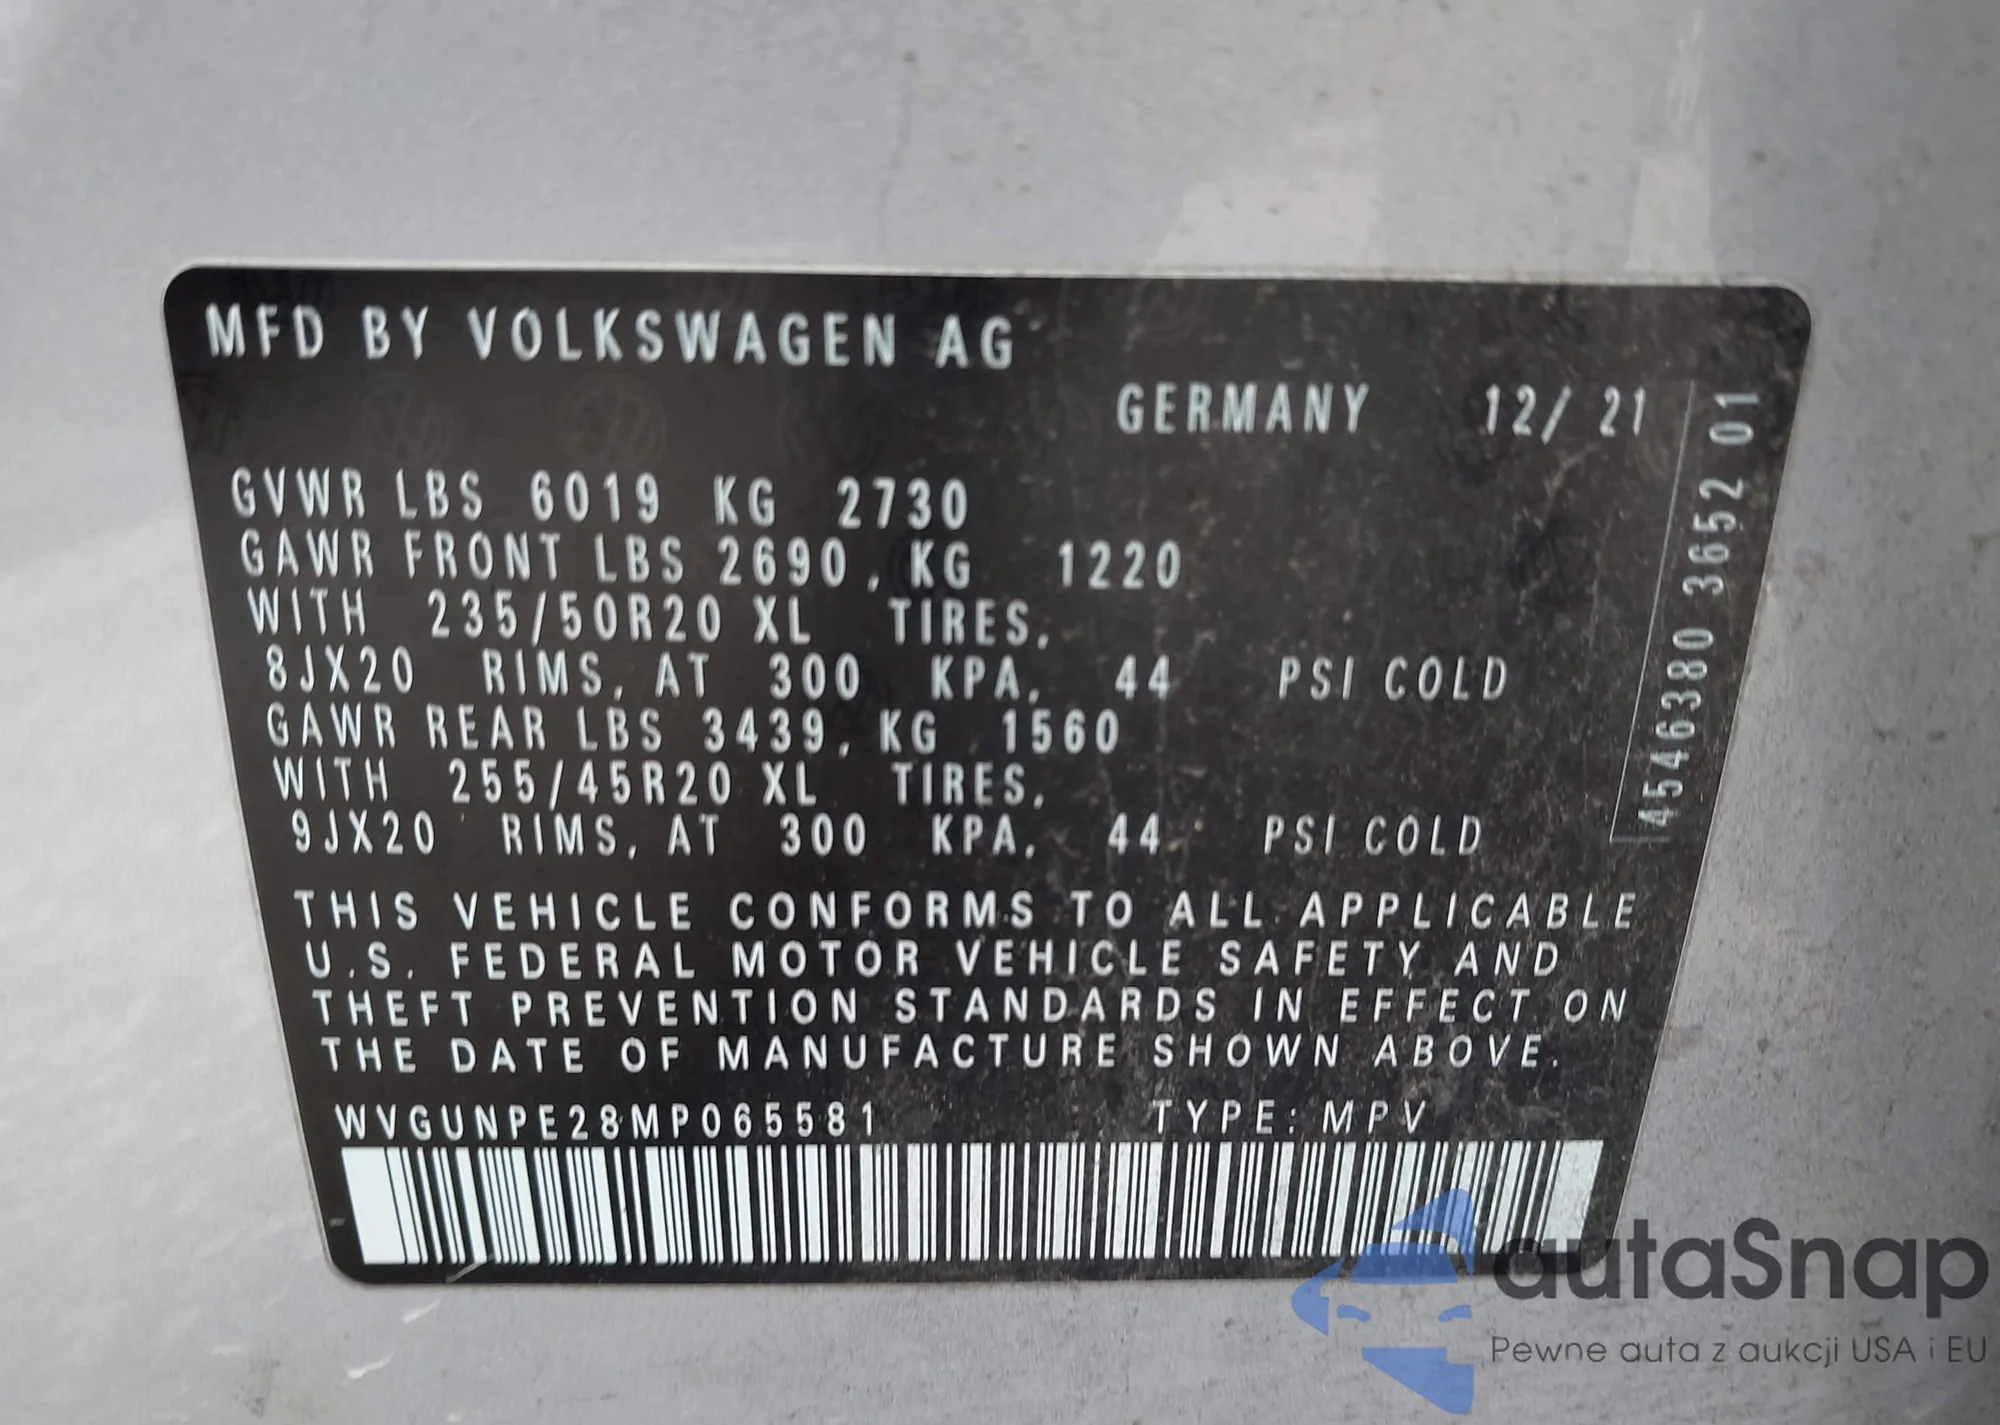 MFD BY VOLKSWAGEN AG
GERMANY 12/ 21
GVWR LBS 6019 KG 2730
GAWR FRONT LBS 2690, KG 1220
WITH 235/50R20 XL TIRES,
8JX20 RIMS, AT 300 KPA, 44 PSI COLD
GAWR REAR LBS 3439, KG 1560
WITH 255/45R20 XL TIRES,
9JX20 RIMS, AT 300 KPA, 44 PSI COLD
THIS VEHICLE CONFORMS TO ALL APPLICABLE
U.S. FEDERAL MOTOR VEHICLE SAFETY AND
THEFT PREVENTION STANDARDS IN EFFECT ON
THE DATE OF MANUFACTURE SHOWN ABOVE.
WVGUNPE28MP065581 TYPE: MPV
4546380 3652 01
autaSnap
Pewne auta z aukcji USA i EU